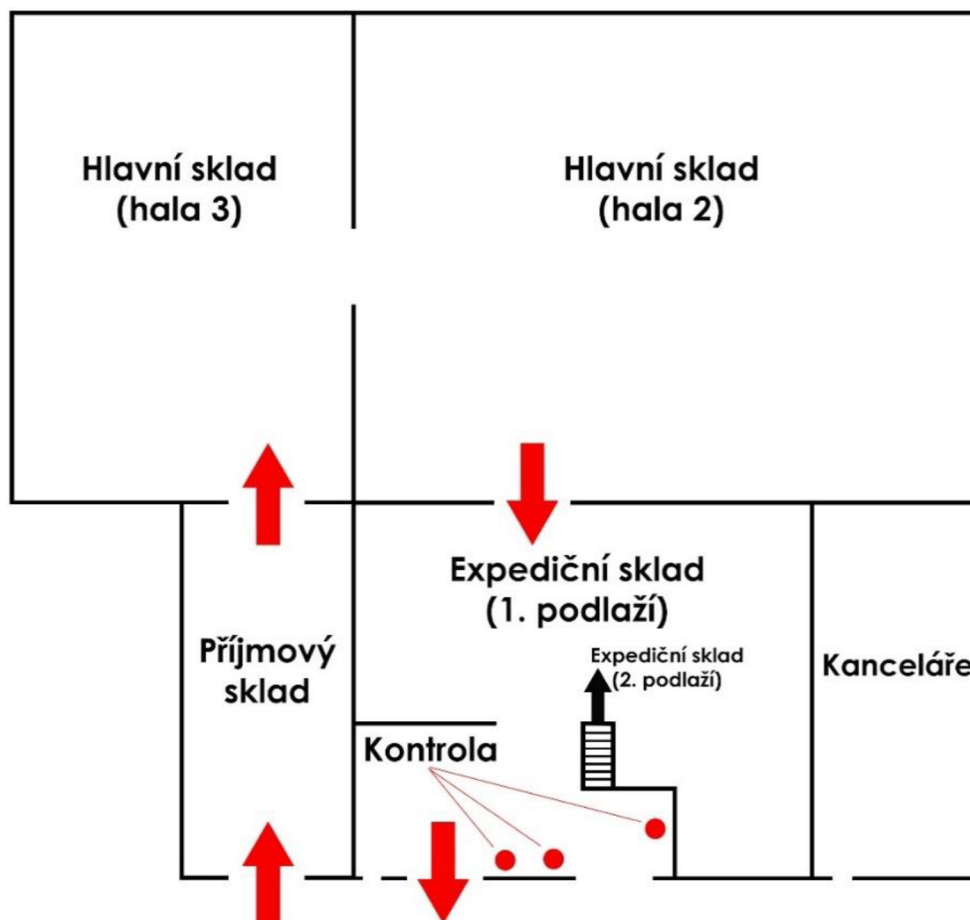 Hlavní sklad
(hala 3)
Hlavní sklad
(hala 2)
Expediční sklad
(1. podlaží)
Příjmový
sklad
Expediční sklad
(2. podlaží)
Kanceláře
Kontrola